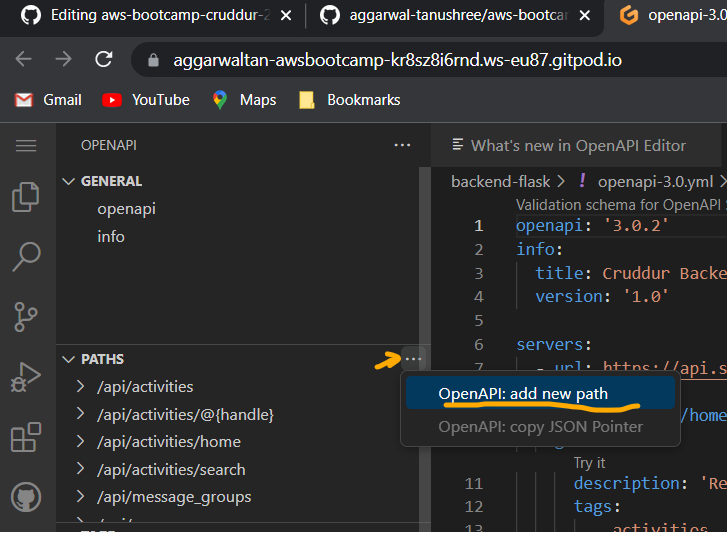 Editing aws-bootcamp-cruddur-2
aggarwal-tanushree/aws-bootcam
openapi-3.0
aggarwaltan-awsbootcamp-kr8sz8i6rnd.ws-eu87.gitpod.io
Gmail
YouTube
Maps
Bookmarks
OPENAPI
GENERAL
openapi
info
PATHS
/api/activities
/api/activities/@{handle}
/api/activities/home
/api/activities/search
/api/message_groups
OpenAPI: add new path
OpenAPI: copy JSON Pointer
What's new in OpenAPI Editor
backend-flask > ! openapi-3.0.yml >
Validation schema for OpenAPI
1 openapi: '3.0.2'
2 info:
3 title: Cruddur Backe
4 version: '1.0'
5
6 servers:
7 - url: https://api.s
/home
Try it
11 description: 'Re
12 tags:
13 activities